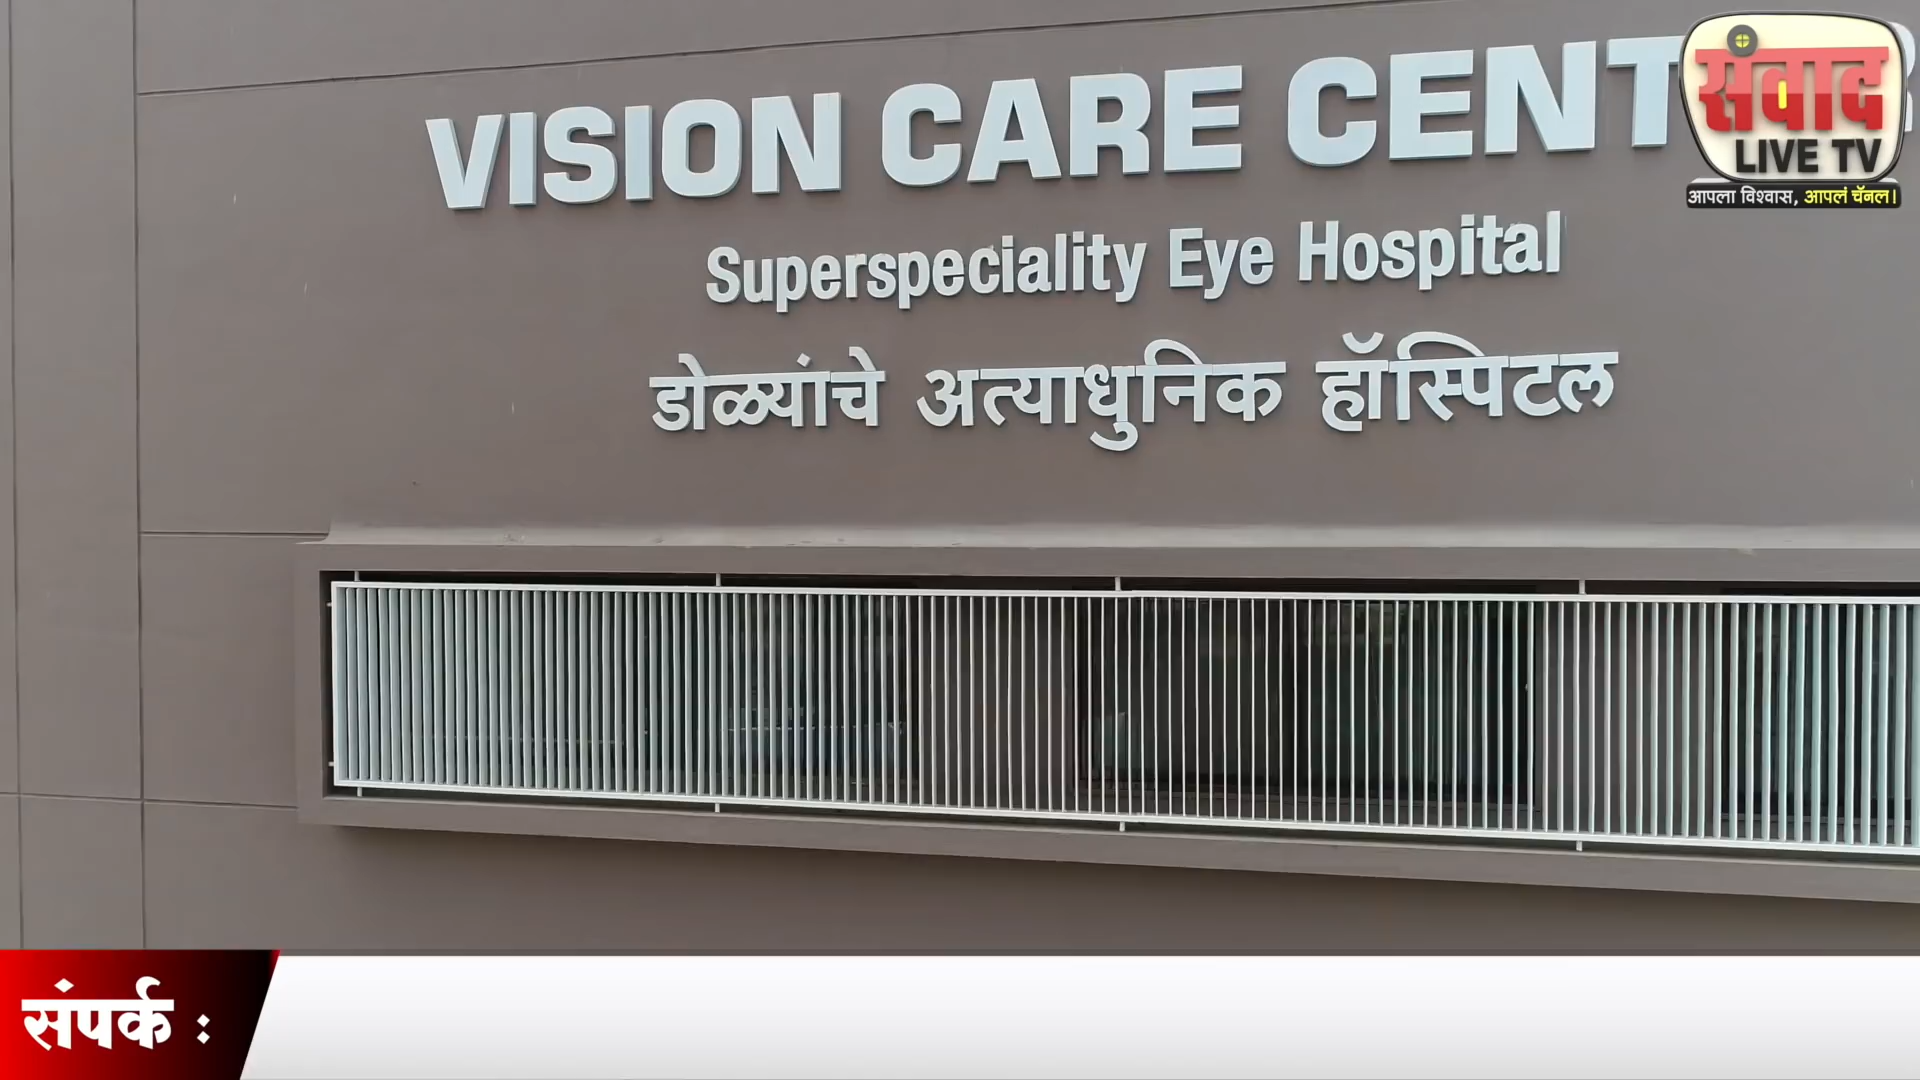 VISION CARE CENT
Superspeciality Eye Hospital
डोळ्यांचे अत्याधुनिक हॉस्पिटल
संवाद
LIVE TV
आपला विश्वास, आपलं चॅनल!
संपर्क :